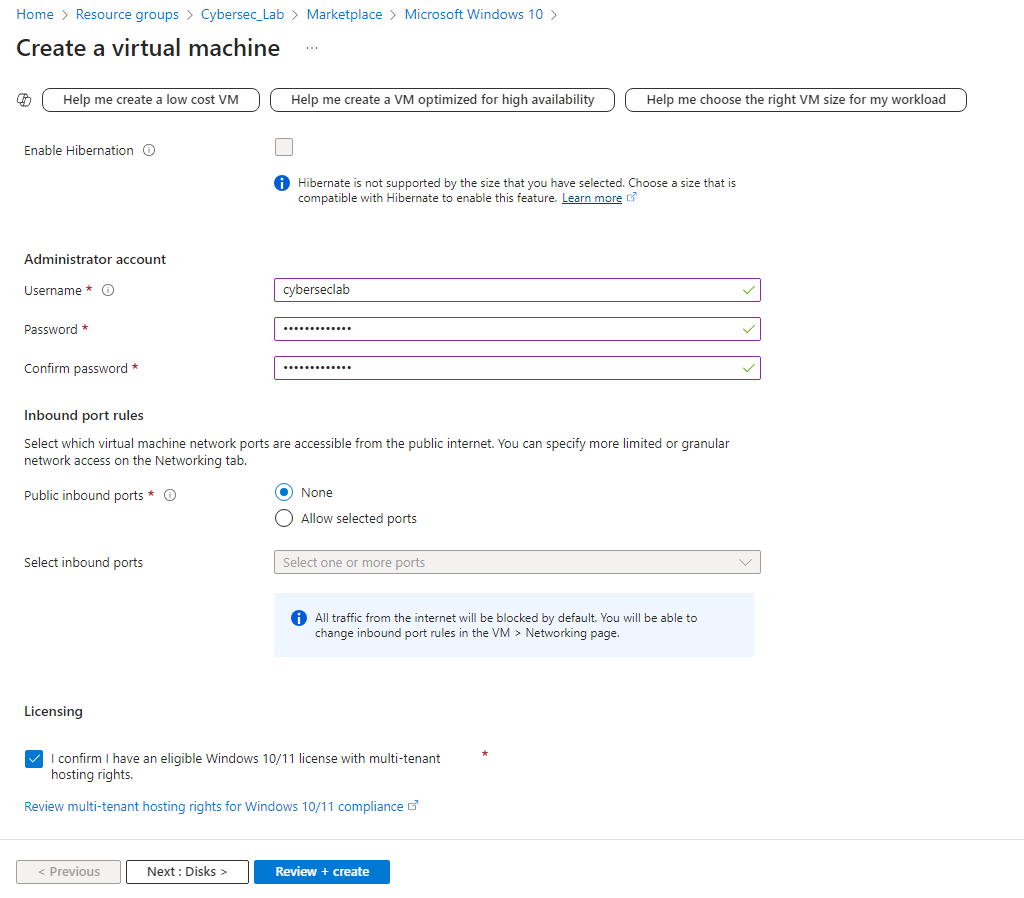 Home > Resource groups > Cybersec_Lab > Marketplace > Microsoft Windows 10 >
Create a virtual machine ...
Help me create a low cost VM
Help me create a VM optimized for high availability
Help me choose the right VM size for my workload
Enable Hibernation
Hibernate is not supported by the size that you have selected. Choose a size that is
compatible with Hibernate to enable this feature. Learn more
Administrator account
Username *
cyberseclab
Password *
•••••••••••••
Confirm password *
•••••••••••••
Inbound port rules
Select which virtual machine network ports are accessible from the public internet. You can specify more limited or granular
network access on the Networking tab.
Public inbound ports *
None
Allow selected ports
Select inbound ports
Select one or more ports
All traffic from the internet will be blocked by default. You will be able to
change inbound port rules in the VM > Networking page.
Licensing
I confirm I have an eligible Windows 10/11 license with multi-tenant *
hosting rights.
Review multi-tenant hosting rights for Windows 10/11 compliance
< Previous
Next : Disks >
Review + create